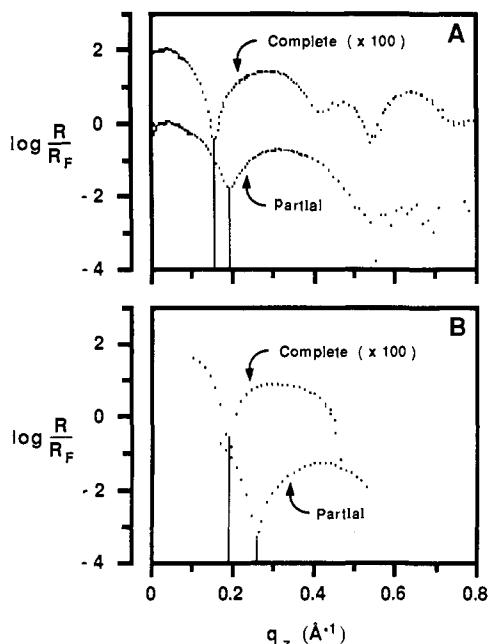 A
2
Complete (x 100)
0
log R/R_F
-2
Partial
-4
B
2
Complete (x 100)
0
log R/R_F
-2
Partial
-4
0 0.2 0.4 0.6 0.8
q_z (Å⁻¹)